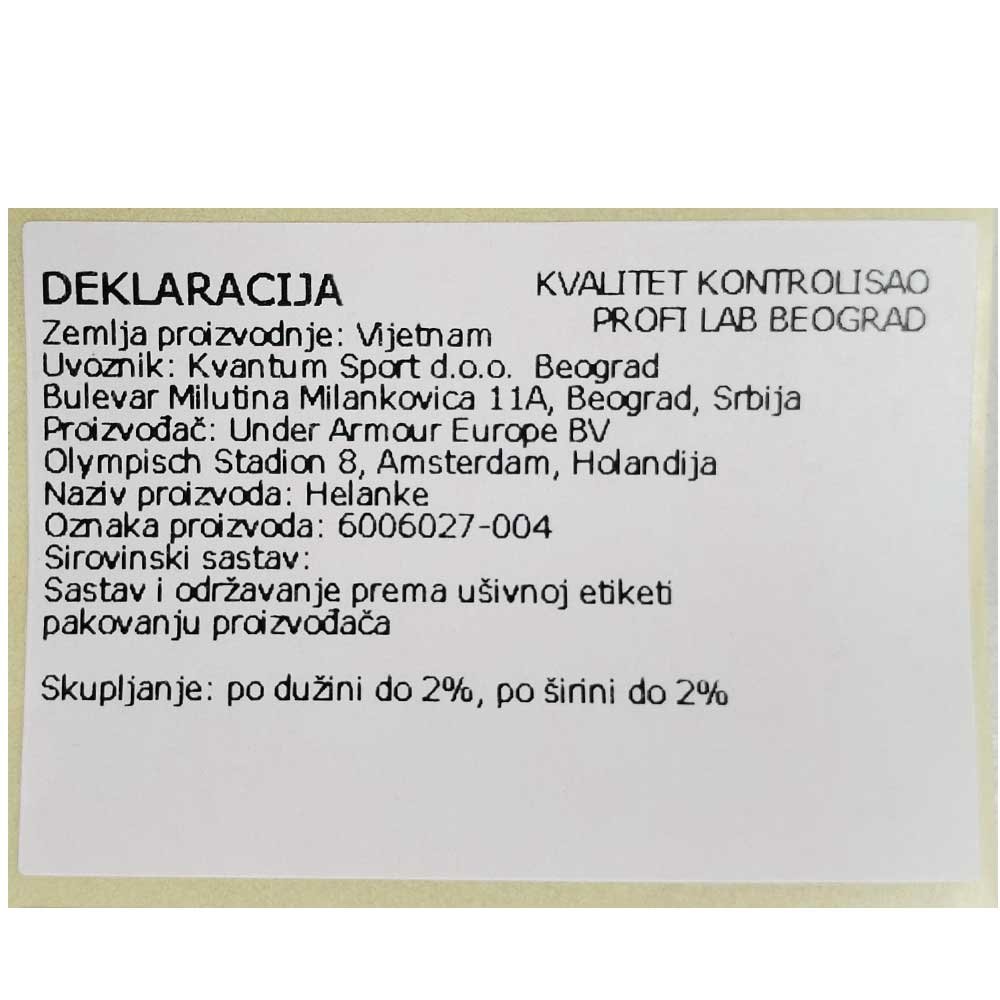 DEKLARACIJA
KVALITET KONTROLISAO
PROFI LAB BEOGRAD
Zemlja proizvodnje: Vijetnam
Uvoznik: Kvantum Sport d.o.o. Beograd
Bulevar Milutina Milankovica 11A, Beograd, Srbija
Proizvođač: Under Armour Europe BV
Olympisch Stadion 8, Amsterdam, Holandija
Naziv proizvoda: Helanke
Oznaka proizvoda: 6006027-004
Sirovinski sastav:
Sastav i održavanje prema ušivnoj etiketi
pakovanju proizvođača
Skupljanje: po dužini do 2%, po širini do 2%